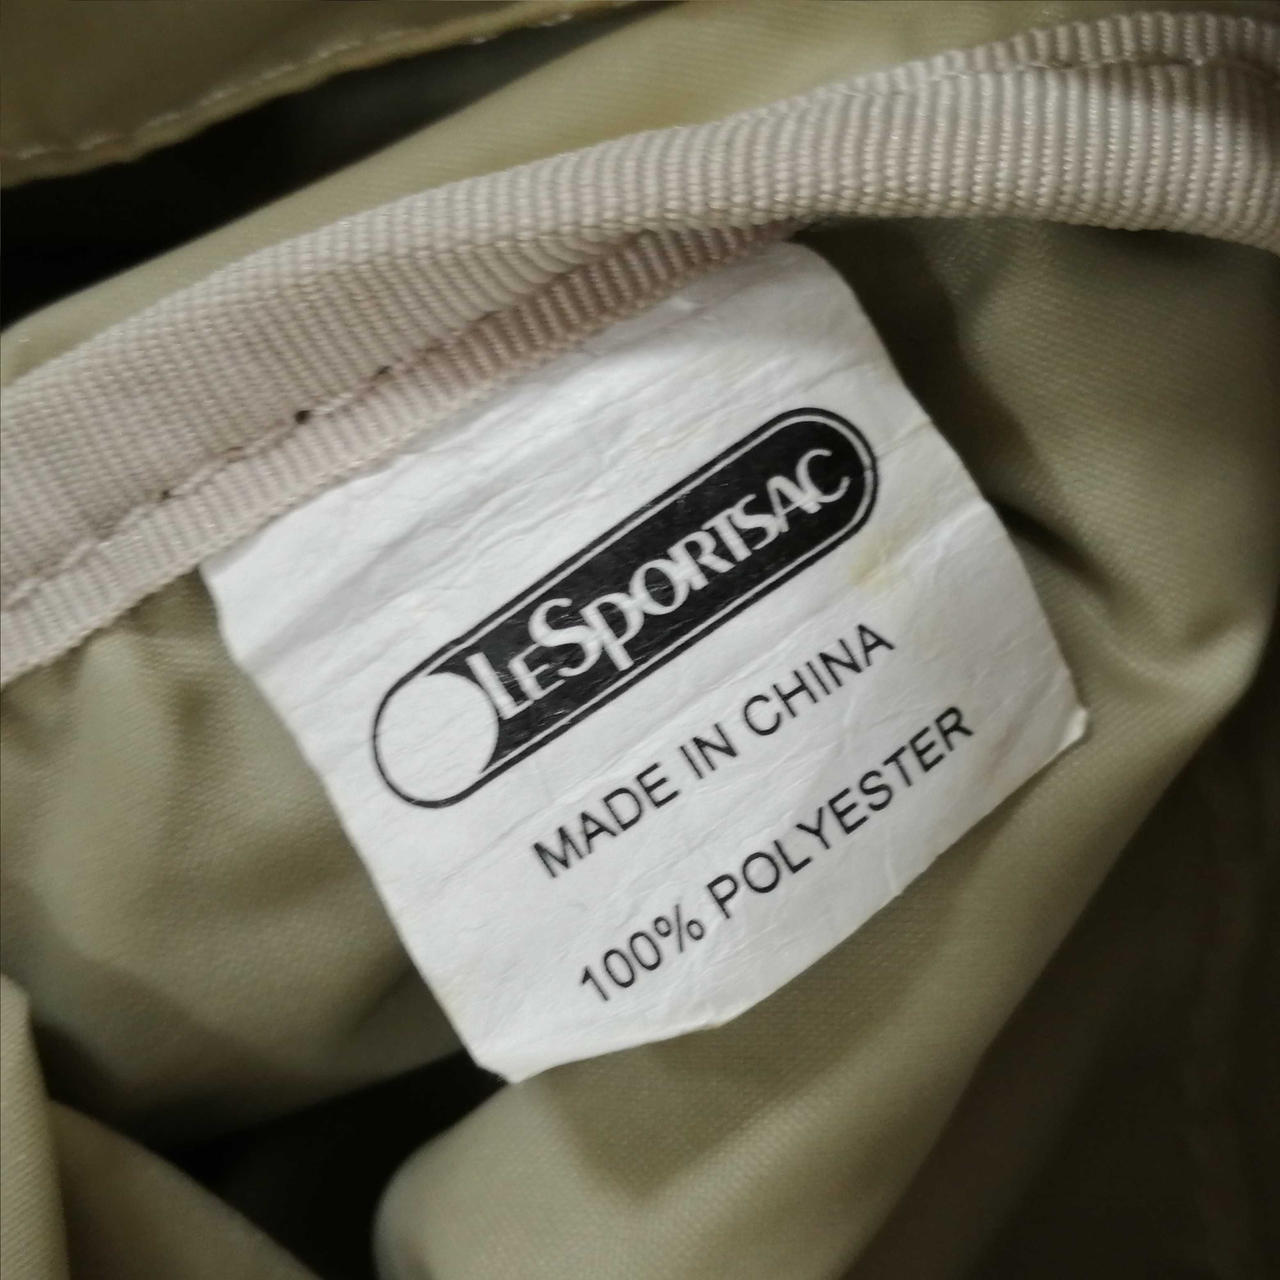 LESPORTSAC
MADE IN CHINA
100% POLYESTER